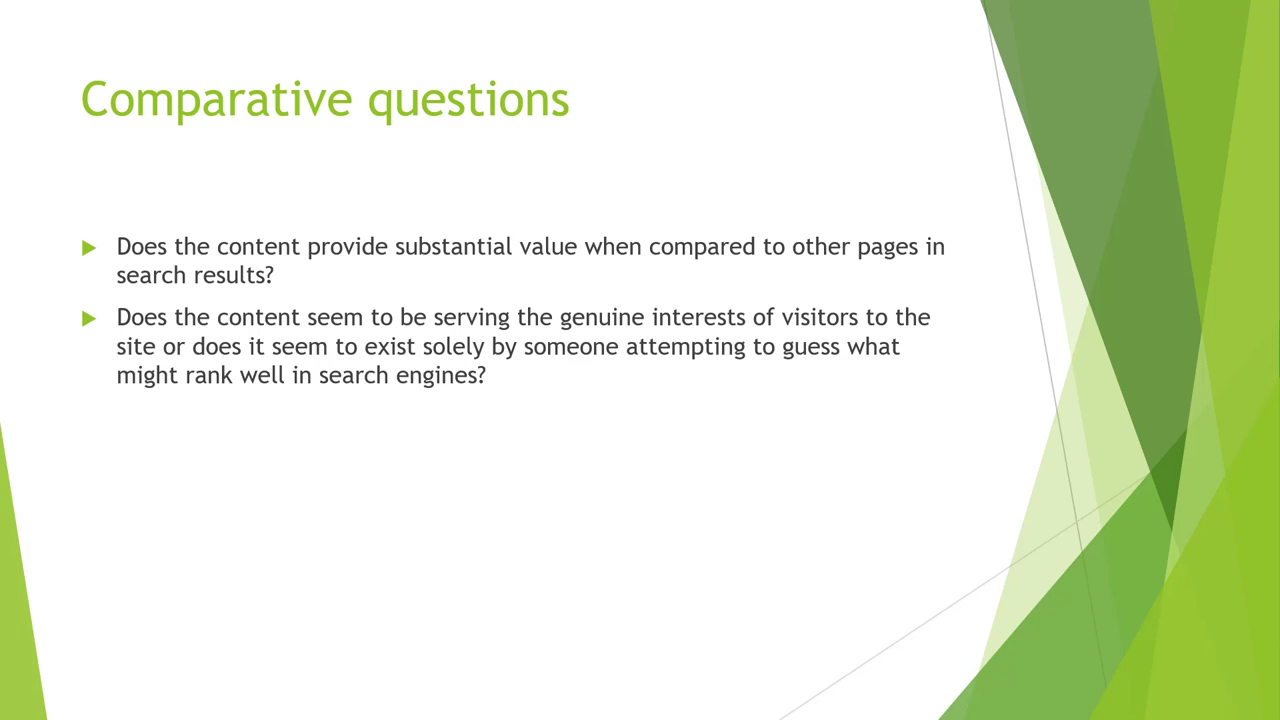 Comparative questions
Does the content provide substantial value when compared to other pages in
search results?
Does the content seem to be serving the genuine interests of visitors to the
site or does it seem to exist solely by someone attempting to guess what
might rank well in search engines?